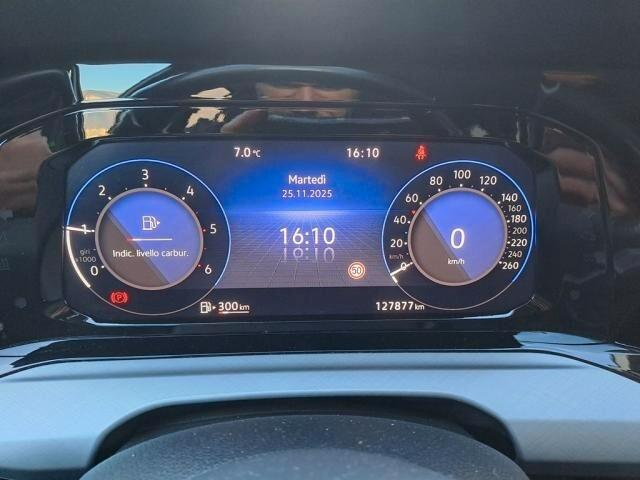 7.0 °C 16:10
Martedì
25.11.2025
16:10
50
0 1 2 3 4 5 6
giri
x1000
Indic. livello carbur.
P
300 km
0 20 40 60 80 100 120 140 160 180 200 220 240 260
km/h
0
km/h
127877 km